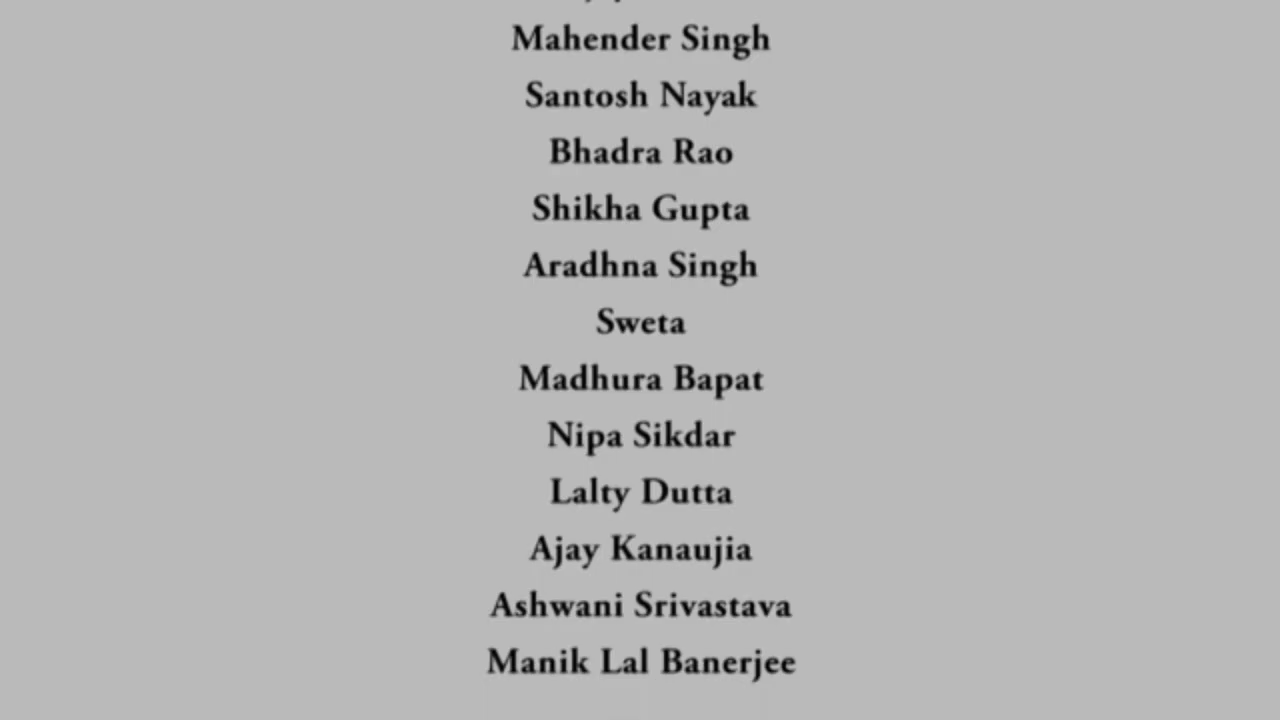 Mahender Singh
Santosh Nayak
Bhadra Rao
Shikha Gupta
Aradhna Singh
Sweta
Madhura Bapat
Nipa Sikdar
Lalty Dutta
Ajay Kanaujia
Ashwani Srivastava
Manik Lal Banerjee